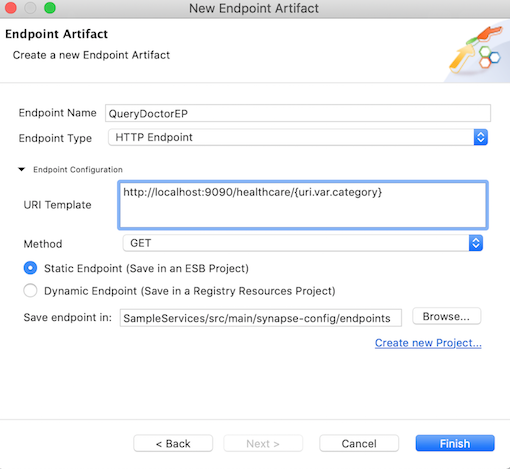 New Endpoint Artifact
Endpoint Artifact
Create a new Endpoint Artifact
Endpoint Name QueryDoctorEP
Endpoint Type HTTP Endpoint
Endpoint Configuration
URI Template http://localhost:9090/healthcare/{uri.var.category}
Method GET
Static Endpoint (Save in an ESB Project)
Dynamic Endpoint (Save in a Registry Resources Project)
Save endpoint in: SampleServices/src/main/synapse-config/endpoints Browse...
Create new Project...
< Back Next > Cancel Finish